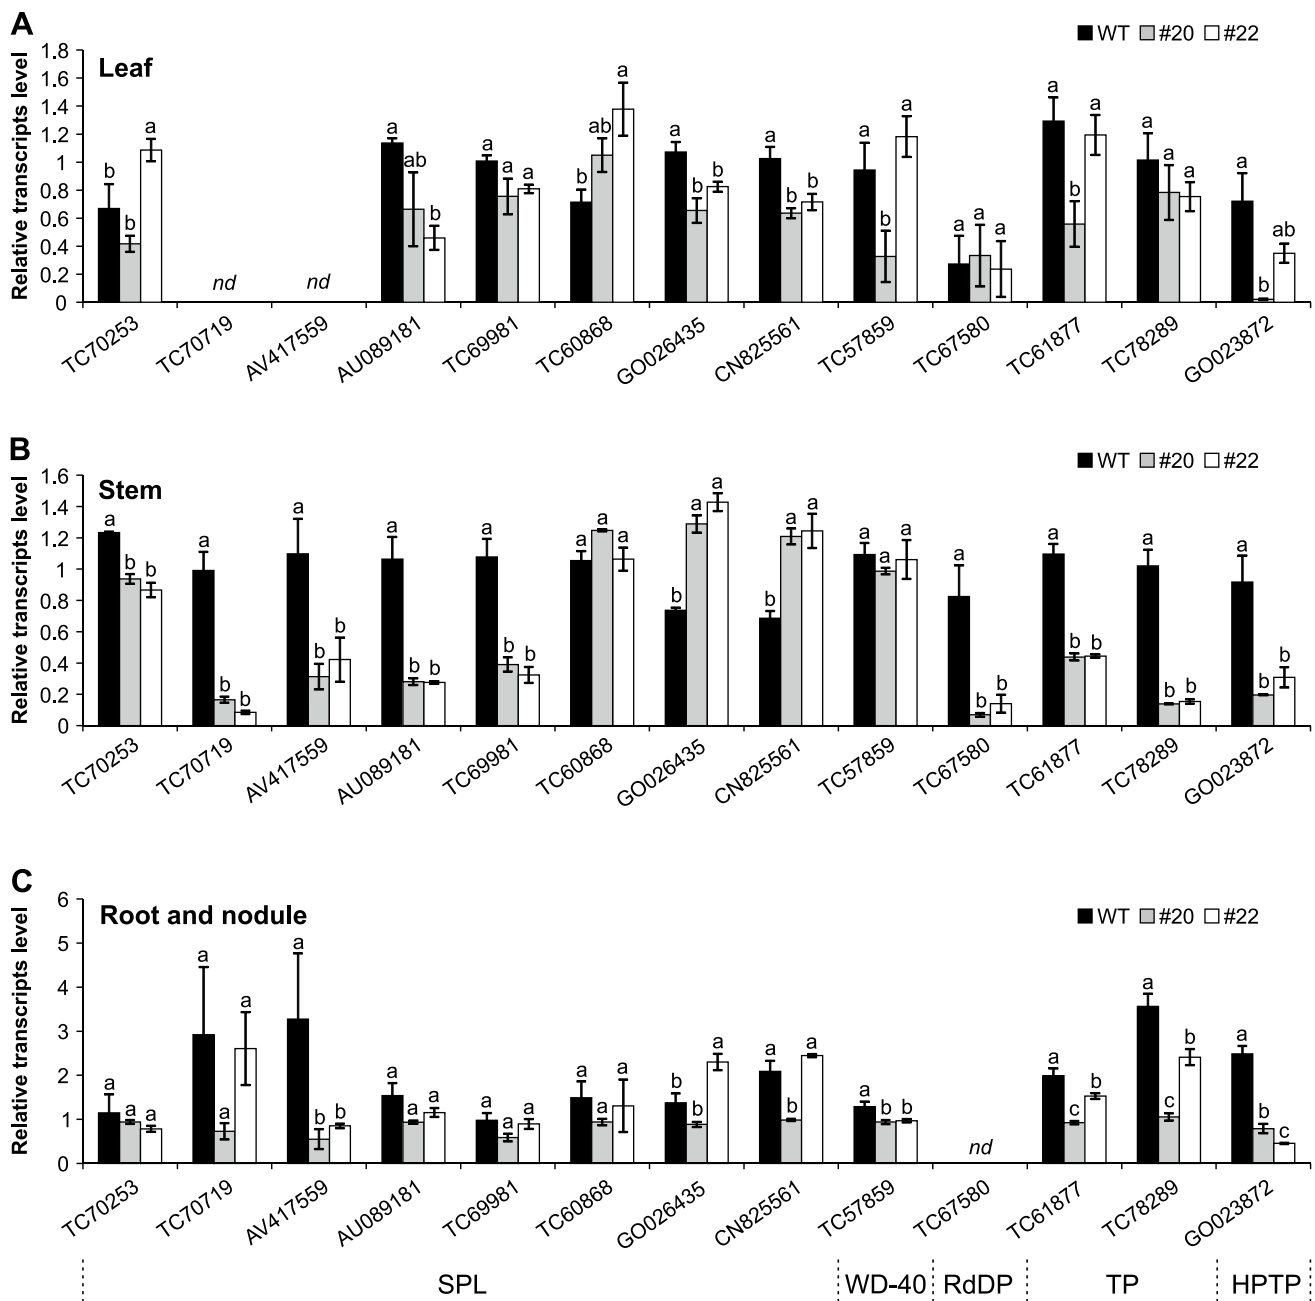 A
Leaf
WT #20 #22
Relative transcripts level
1.8
1.6
1.4
1.2
1
0.8
0.6
0.4
0.2
0
b b a
nd
nd
a ab b
a a a
b ab a
a b b
a b b
a b a
a a a
a b a
a a a
a b ab
TC70253 TC70719 AV417559 AU089181 TC69981 TC60868 GO026435 CN825561 TC57859 TC67580 TC61877 TC78289 GO023872
B
Stem
WT #20 #22
Relative transcripts level
1.6
1.4
1.2
1
0.8
0.6
0.4
0.2
0
a b b
a b b
a b b
a b b
a b b
a a a
b a a
b a a
a a a
a b b
a b b
a b b
a b b
TC70253 TC70719 AV417559 AU089181 TC69981 TC60868 GO026435 CN825561 TC57859 TC67580 TC61877 TC78289 GO023872
C
Root and nodule
WT #20 #22
Relative transcripts level
6
5
4
3
2
1
0
a a a
a a a
a b b
a a a
a a a
a a a
b b a
a b a
a b b
nd
a c b
a c b
a b c
TC70253 TC70719 AV417559 AU089181 TC69981 TC60868 GO026435 CN825561 TC57859 TC67580 TC61877 TC78289 GO023872
SPL WD-40 RdDP TP HPTP